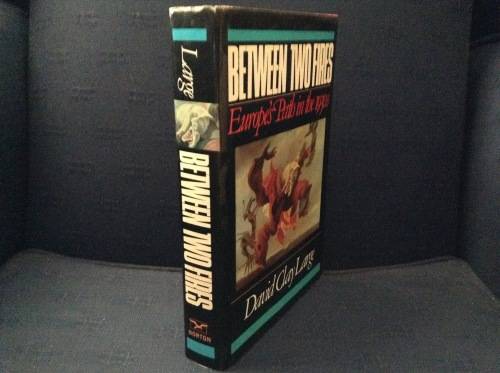 Large
BETWEEN TWO FIRES
NORTON
BETWEEN TWO FIRES
Europe's Path in the 1930s
David Clay Large